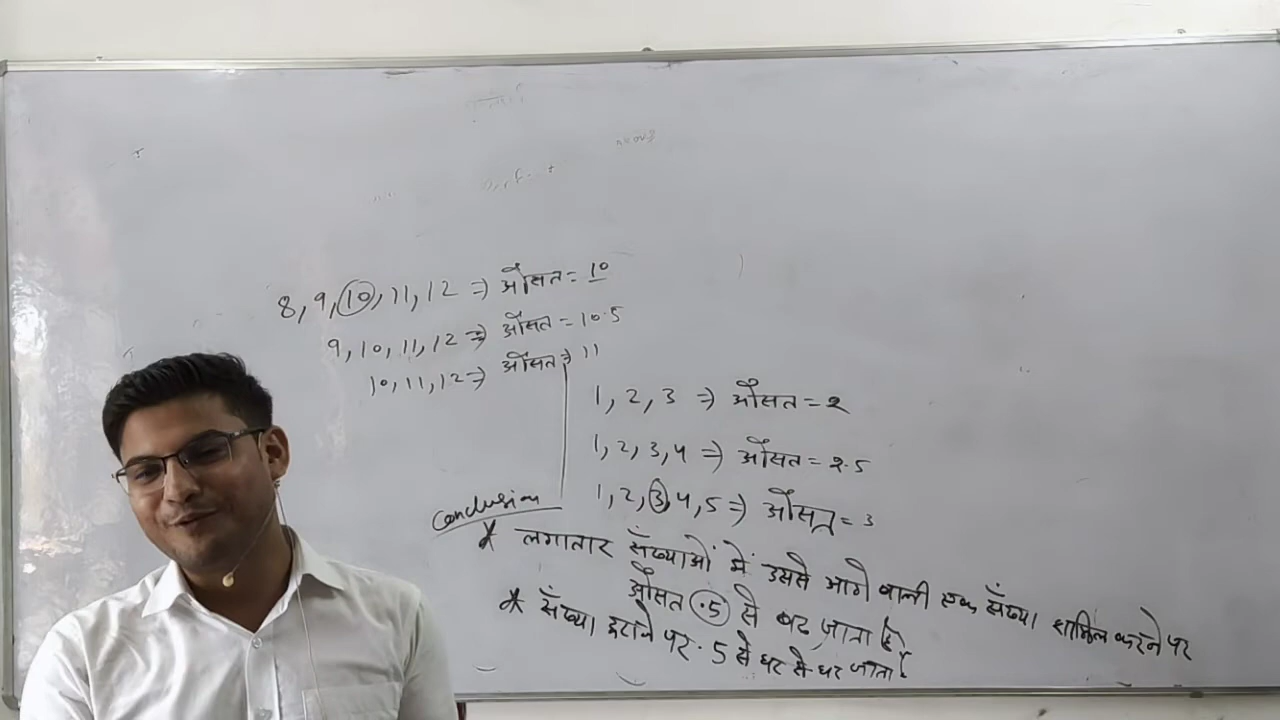 8, 9, 10, 11, 12 => औसत = 10
9, 10, 11, 12 => औसत = 10.5
10, 11, 12 => औसत => 11
1, 2, 3 => औसत = 2
1, 2, 3, 4 => औसत = 2.5
1, 2, 3, 4, 5 => औसत = 3
Conclusion
* लगातार सँख्याओं में उससे आगे वाली एक सँख्या शामिल करने पर
औसत .5 से बढ़ जाता है
* सँख्या हटाने पर .5 से घट से घट जाता है